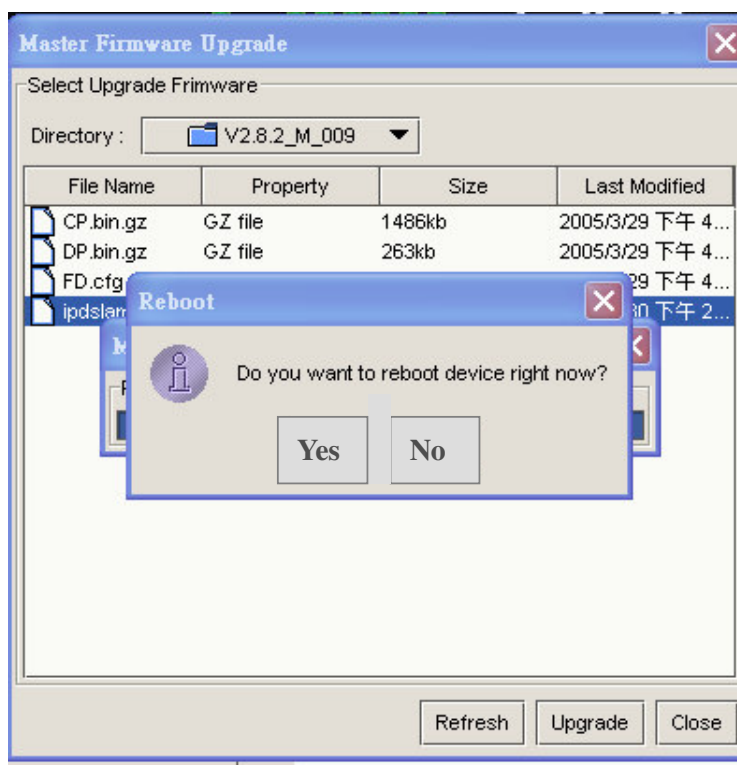 Master Firmware Upgrade
Select Upgrade Frimware
Directory : V2.8.2_M_009
File Name Property Size Last Modified
CP.bin.gz GZ file 1486kb 2005/3/29 下午 4...
DP.bin.gz GZ file 263kb 2005/3/29 下午 4...
FD.cfg 29 下午 4...
下午 2...
Reboot
Do you want to reboot device right now?
Yes No
Refresh Upgrade Close